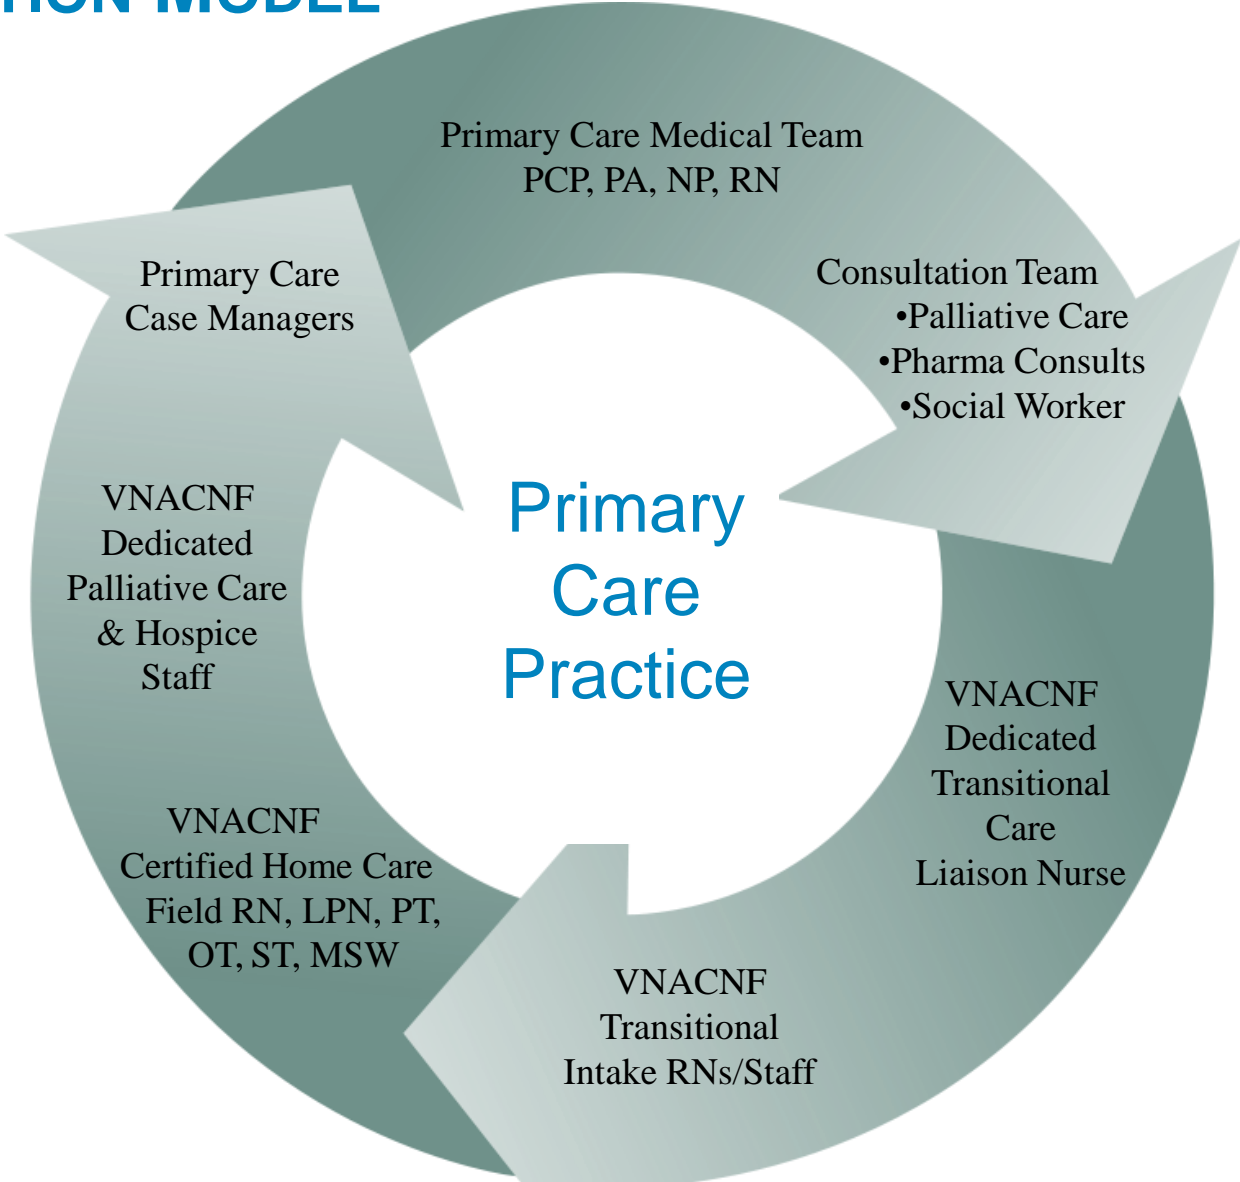 MODEL
Primary Care Medical Team
PCP, PA, NP, RN
Consultation Team
•Palliative Care
•Pharma Consults
•Social Worker
Primary Care
Case Managers
Primary
Care
Practice
VNACNF
Dedicated
Palliative Care
& Hospice
Staff
VNACNF
Dedicated
Transitional
Care
Liaison Nurse
VNACNF
Certified Home Care
Field RN, LPN, PT,
OT, ST, MSW
VNACNF
Transitional
Intake RNs/Staff